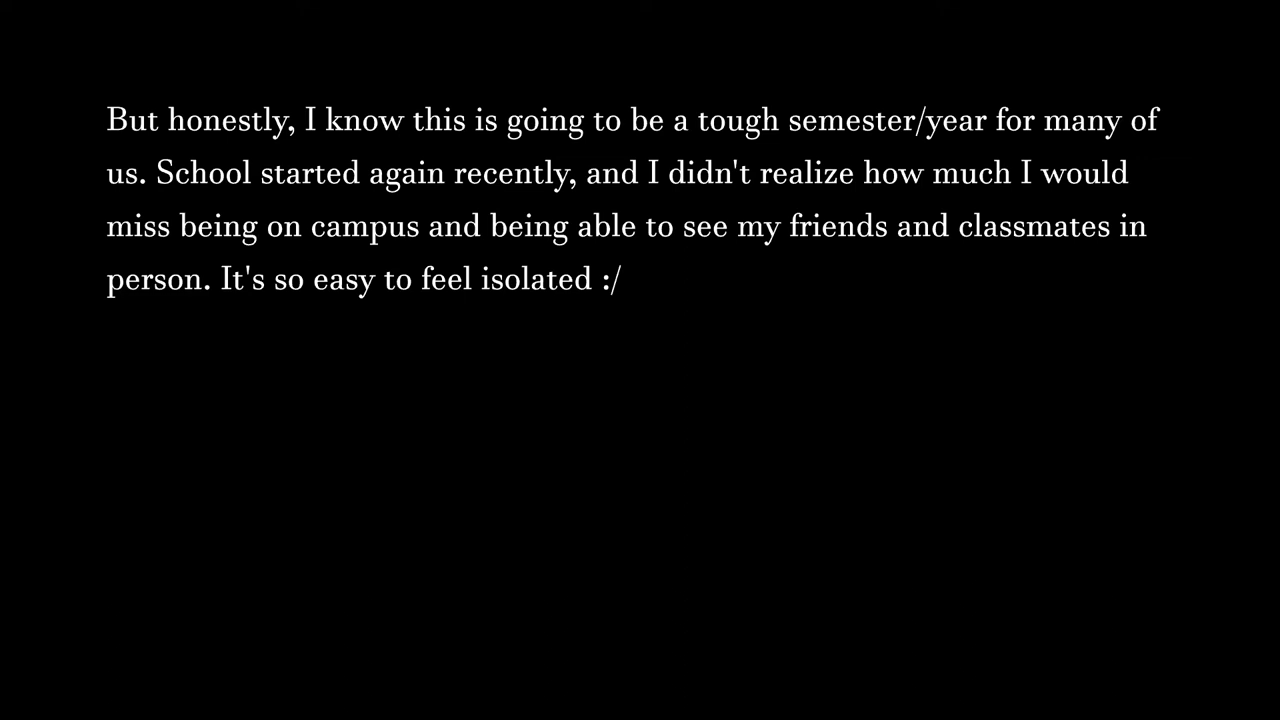 But honestly, I know this is going to be a tough semester/year for many of
us. School started again recently, and I didn't realize how much I would
miss being on campus and being able to see my friends and classmates in
person. It's so easy to feel isolated :/